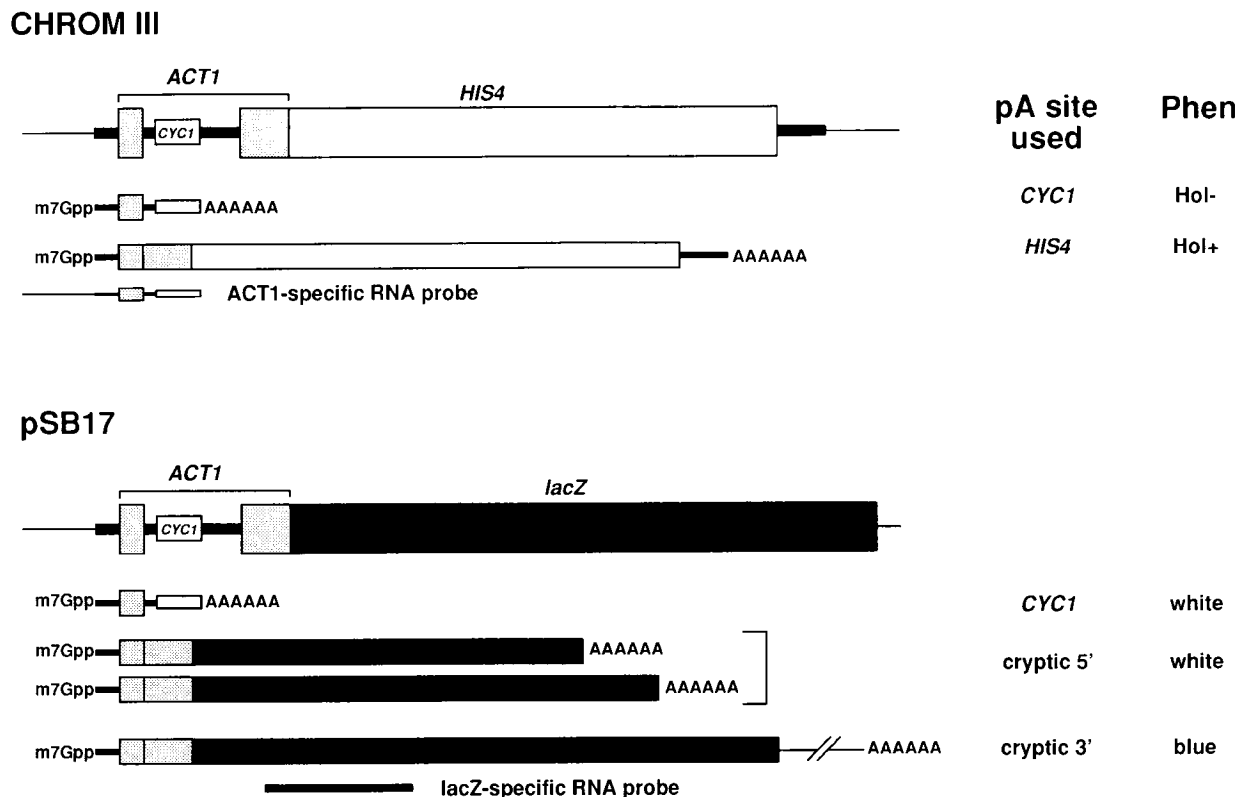 CHROM III
ACT1
HIS4
CYC1
pA site used
Phen
m7Gpp AAAAAA CYC1 Hol-
m7Gpp AAAAAA HIS4 Hol+
ACT1-specific RNA probe
pSB17
ACT1
lacZ
CYC1
m7Gpp AAAAAA CYC1 white
m7Gpp AAAAAA
cryptic 5' white
m7Gpp AAAAAA
m7Gpp AAAAAA cryptic 3' blue
lacZ-specific RNA probe